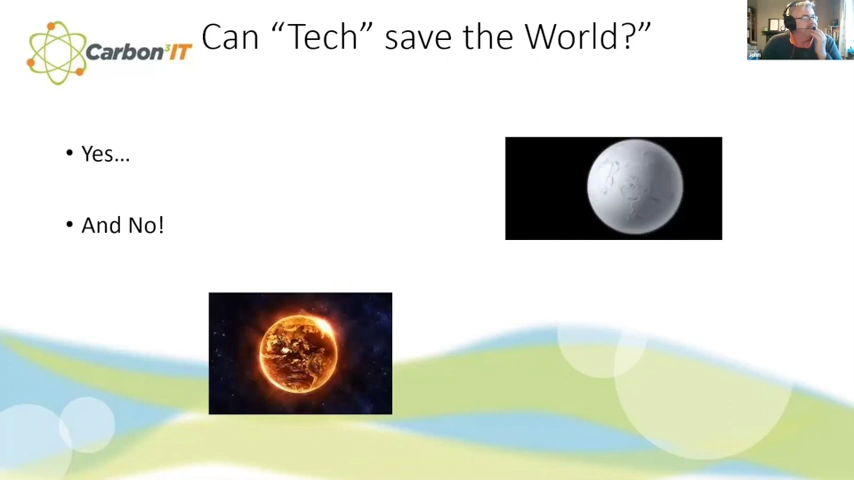 Carbon³IT
Can “Tech” save the World?”
• Yes…
• And No!